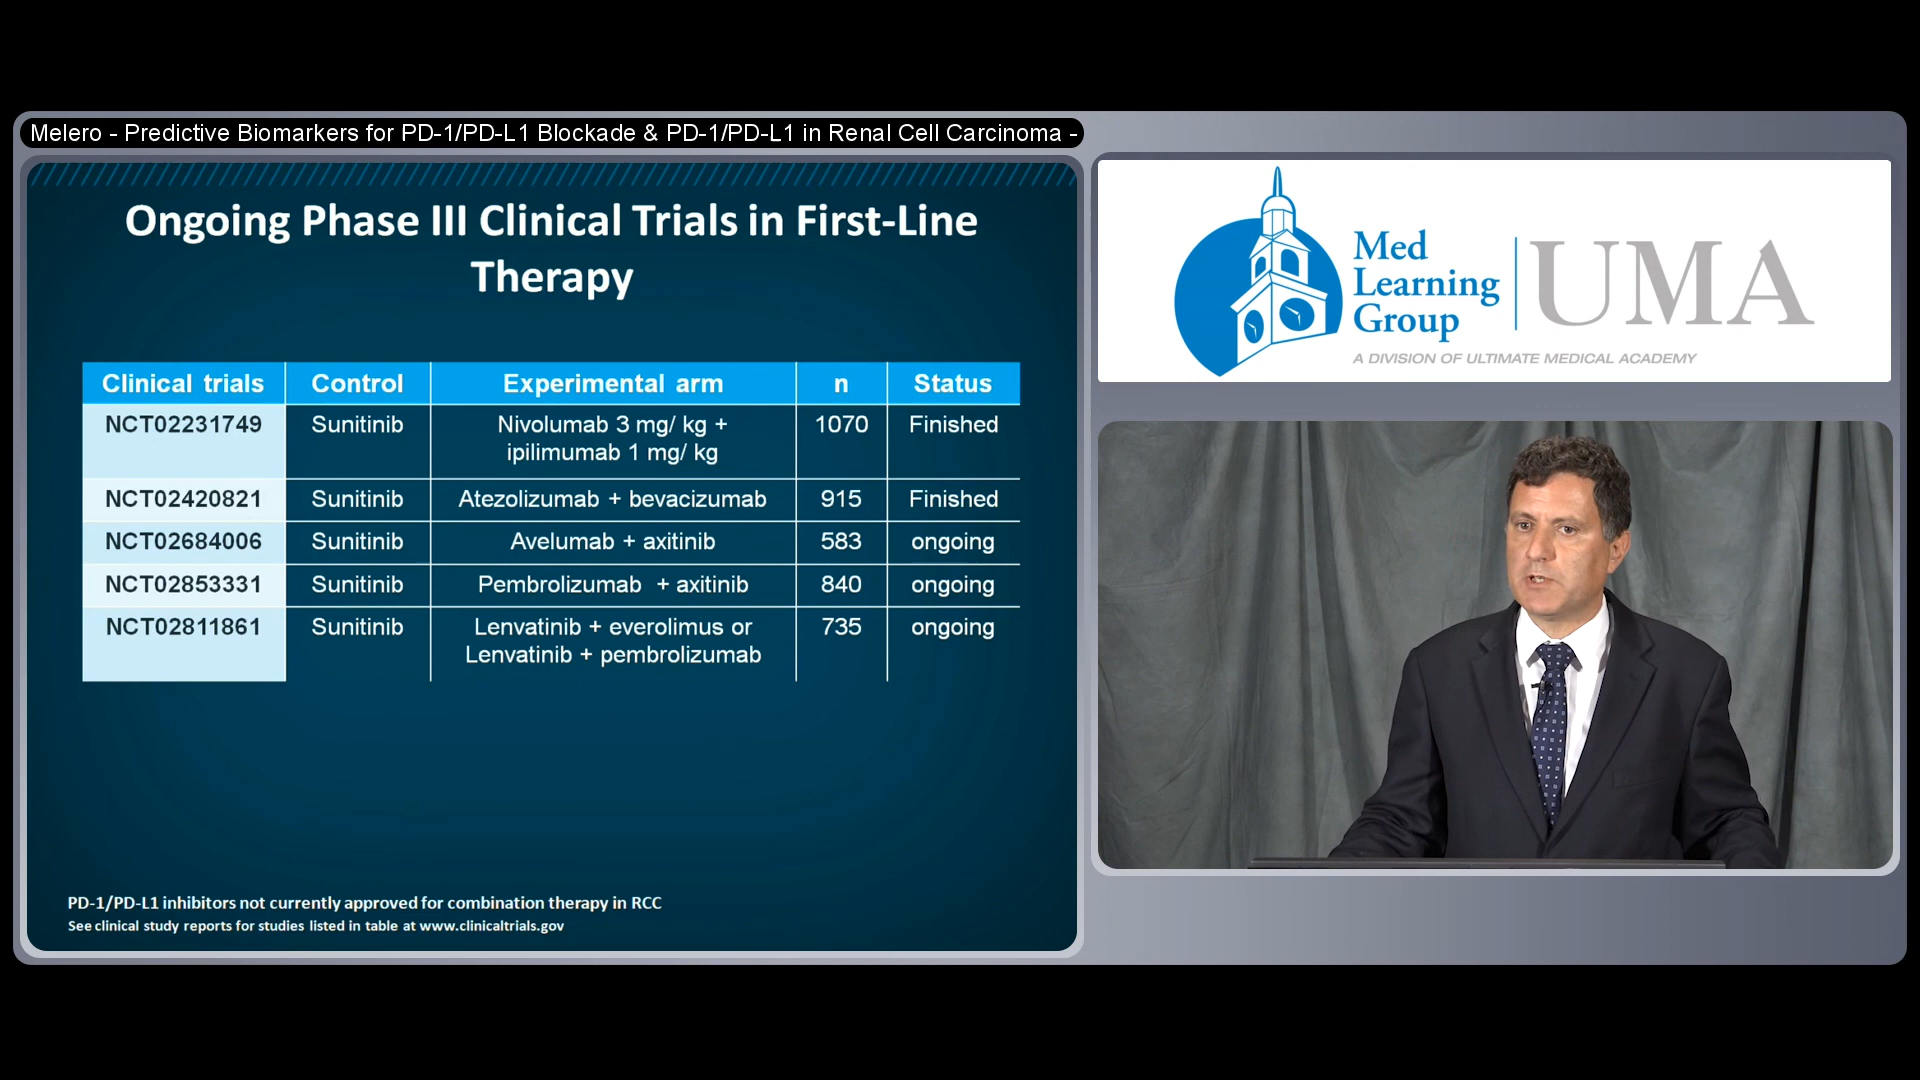 Melero - Predictive Biomarkers for PD-1/PD-L1 Blockade & PD-1/PD-L1 in Renal Cell Carcinoma -
Ongoing Phase III Clinical Trials in First-Line
Therapy
Clinical trials Control Experimental arm n Status
NCT02231749 Sunitinib Nivolumab 3 mg/ kg + 1070 Finished
ipilimumab 1 mg/ kg
NCT02420821 Sunitinib Atezolizumab + bevacizumab 915 Finished
NCT02684006 Sunitinib Avelumab + axitinib 583 ongoing
NCT02853331 Sunitinib Pembrolizumab + axitinib 840 ongoing
NCT02811861 Sunitinib Lenvatinib + everolimus or 735 ongoing
Lenvatinib + pembrolizumab
PD-1/PD-L1 inhibitors not currently approved for combination therapy in RCC
See clinical study reports for studies listed in table at www.clinicaltrials.gov
Med
Learning
Group
UMA
A DIVISION OF ULTIMATE MEDICAL ACADEMY